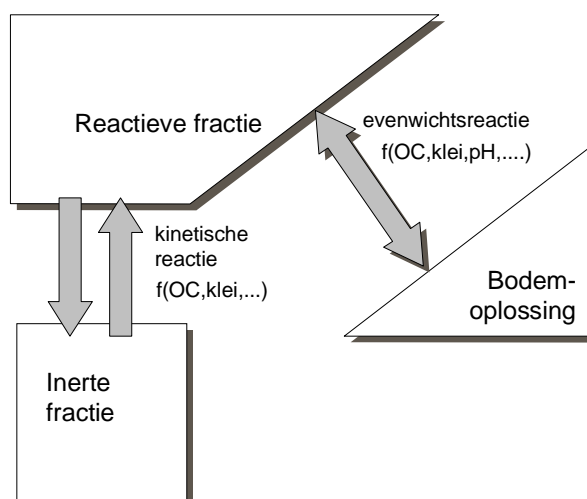 Reactieve fractie
evenwichtsreactie
f(OC,klei,pH,....)
kinetische
reactie
f(OC,klei,...)
Bodem-
oplossing
Inerte
fractie